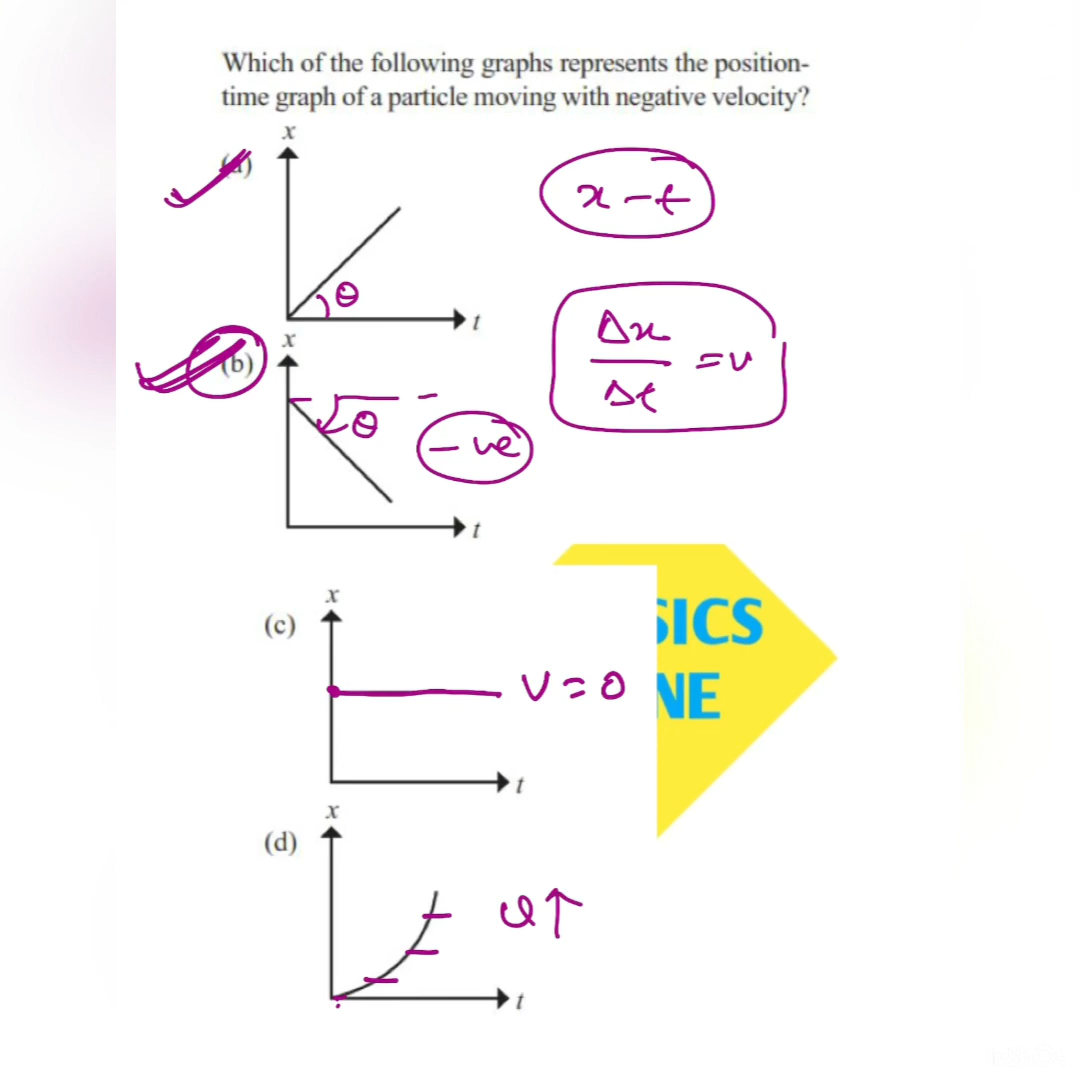 Which of the following graphs represents the position-
time graph of a particle moving with negative velocity?
x
(a)
x - t
θ
t
Δx
Δt
= v
x
(b)
θ
- ve
t
SICS
NE
x
(c)
V = 0
t
x
(d)
t